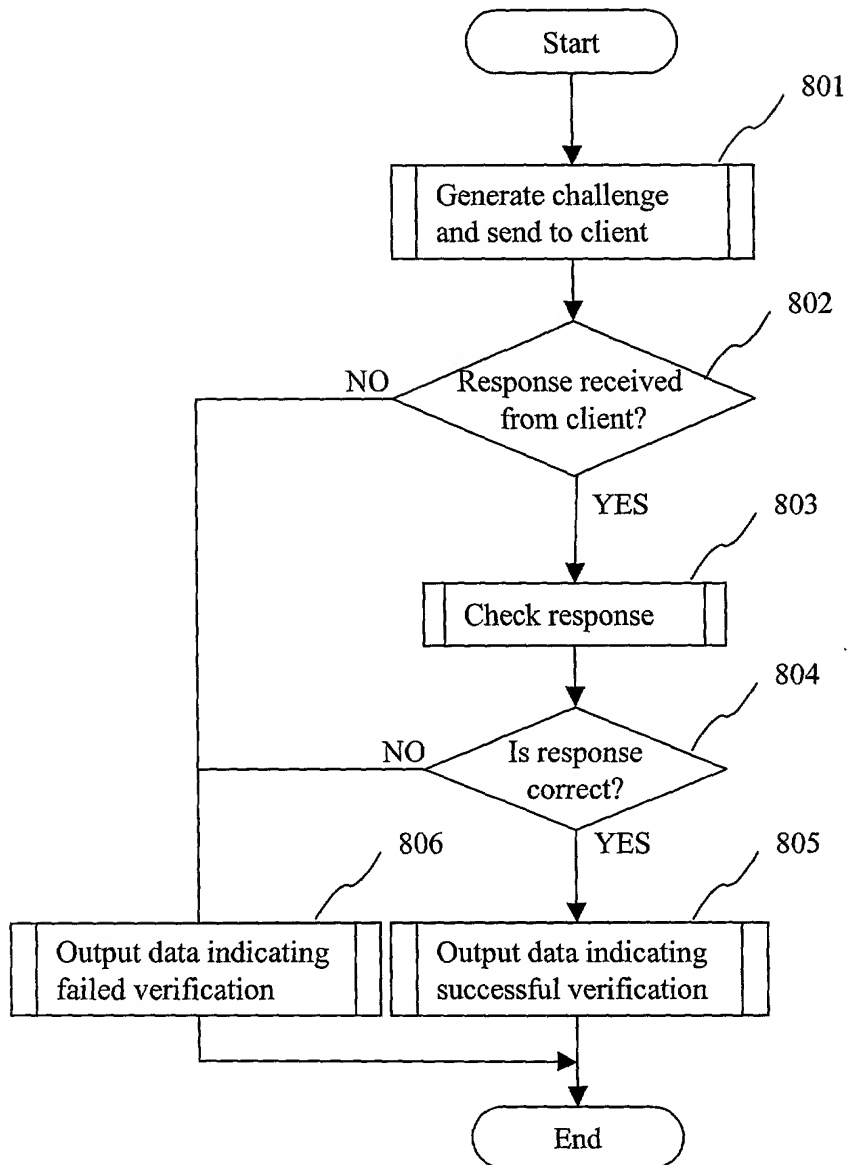 Start
801
Generate challenge
and send to client
802
NO
Response received
from client?
YES
803
Check response
804
NO
Is response
correct?
YES
806
805
Output data indicating
failed verification
Output data indicating
successful verification
End